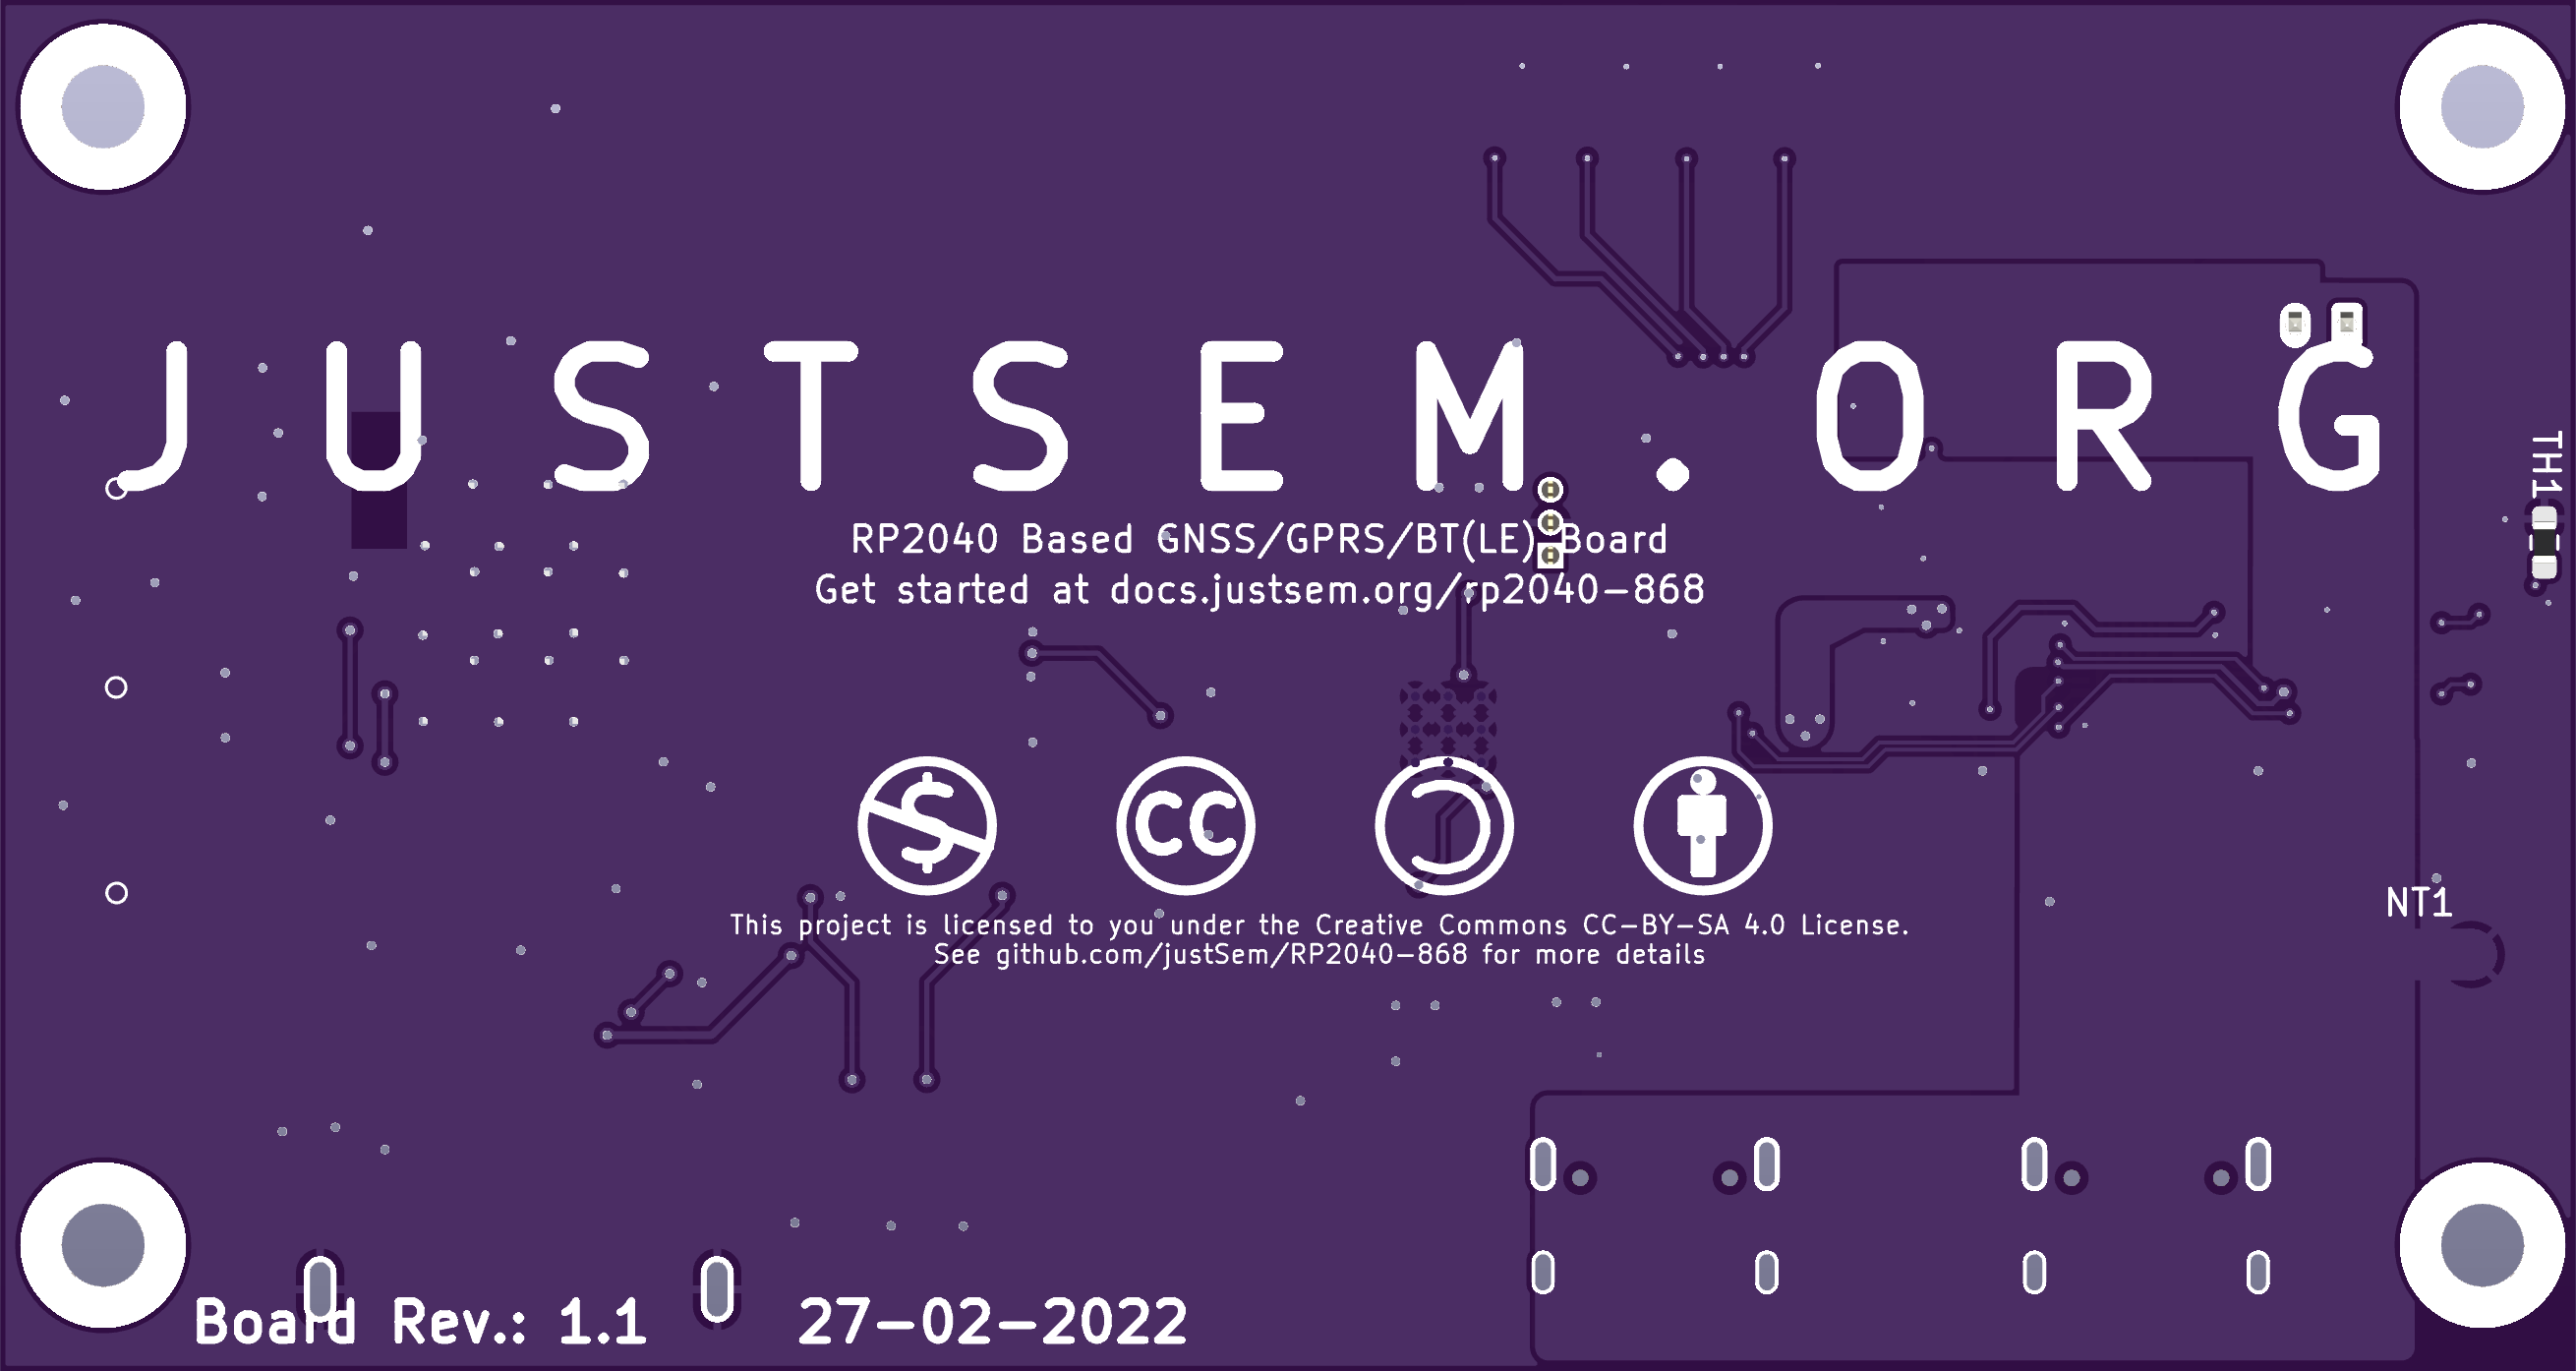 JUSTSEM.ORG
TH1
RP2040 Based GNSS/GPRS/BT(LE) Board
Get started at docs.justsem.org/rp2040-868
$ cc
NT1
This project is licensed to you under the Creative Commons CC-BY-SA 4.0 License.
See github.com/justSem/RP2040-868 for more details
Board Rev.: 1.1 27-02-2022